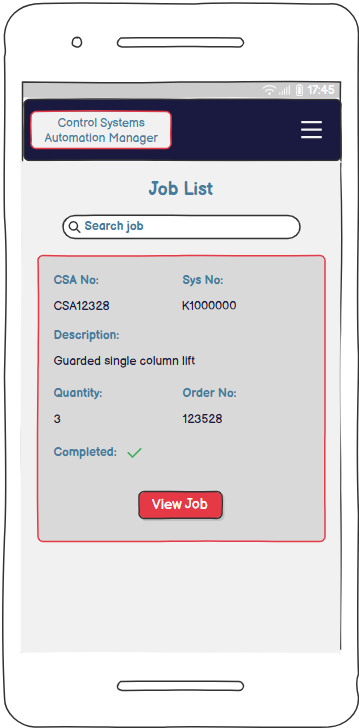 17:45
Control Systems
Automation Manager
Job List
Search job
CSA No: Sys No:
CSA12328 K1000000
Description:
Guarded single column lift
Quantity: Order No:
3 123528
Completed:
View Job